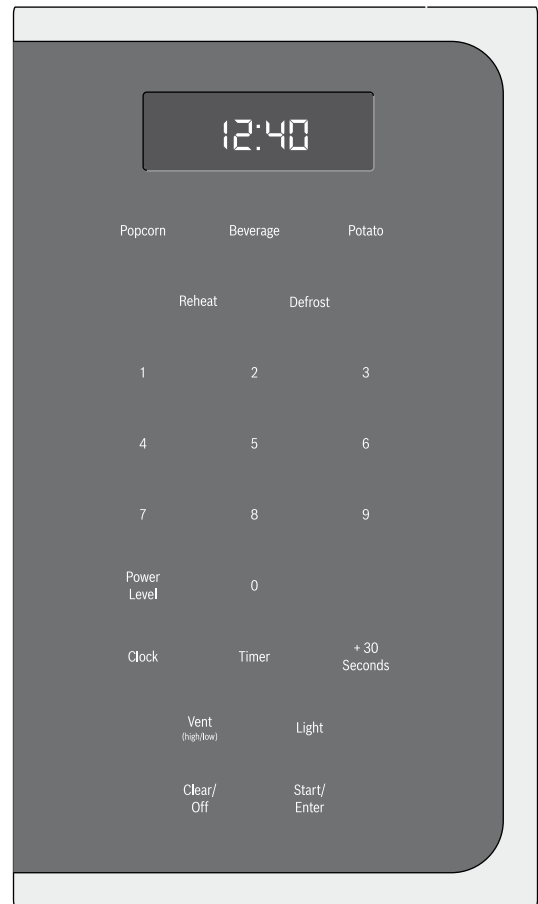 12:40
Popcorn Beverage Potato
Reheat Defrost
1 2 3
4 5 6
7 8 9
Power
Level 0
Clock Timer + 30
Seconds
Vent
(high/low) Light
Clear/
Off Start/
Enter